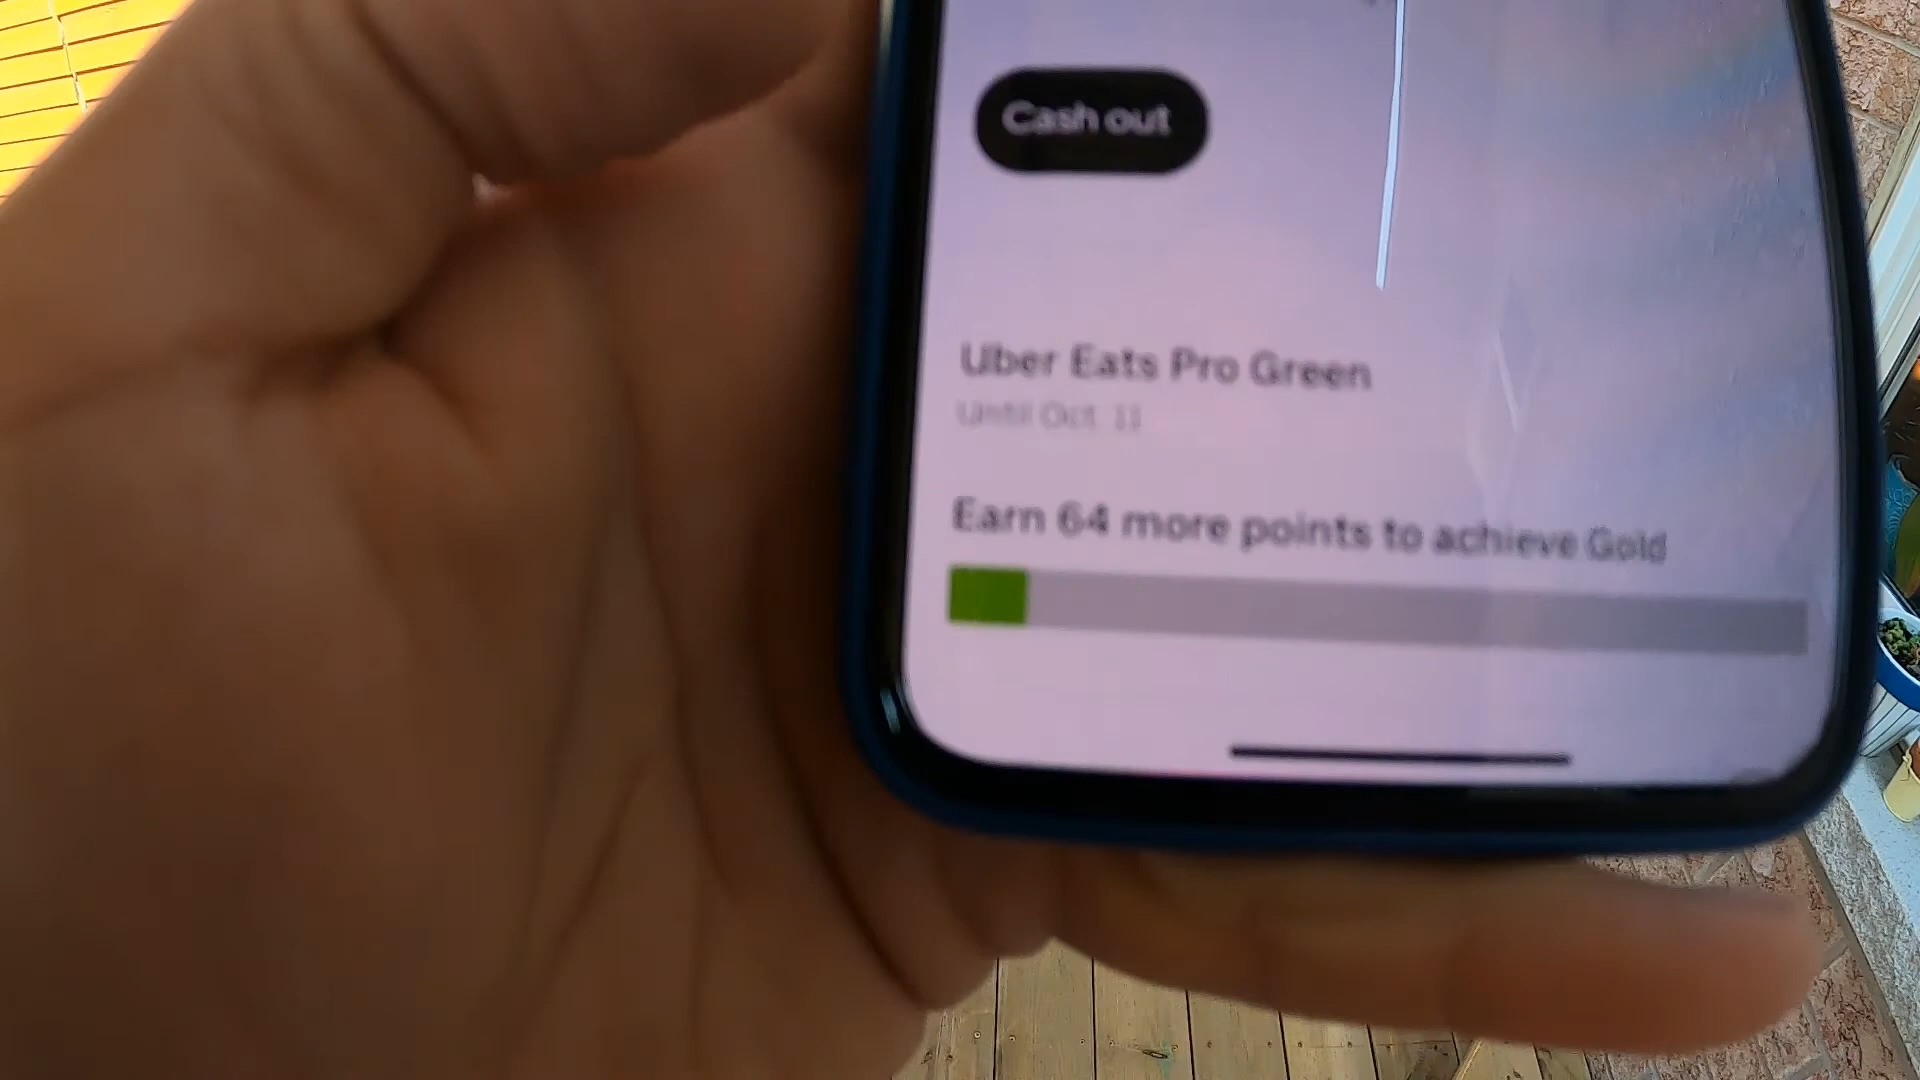 Cash out
Uber Eats Pro Green
Until Oct. 11
Earn 64 more points to achieve Gold